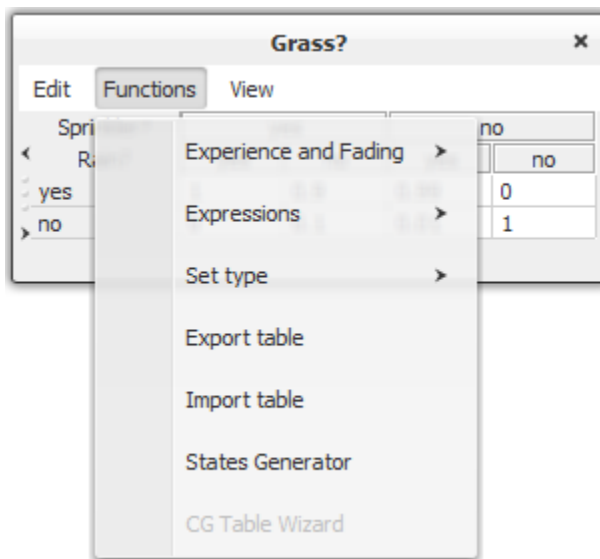 Grass?
Edit Functions View
no
no
Experience and Fading
yes 0
Expressions
no 1
Set type
Export table
Import table
States Generator
CG Table Wizard